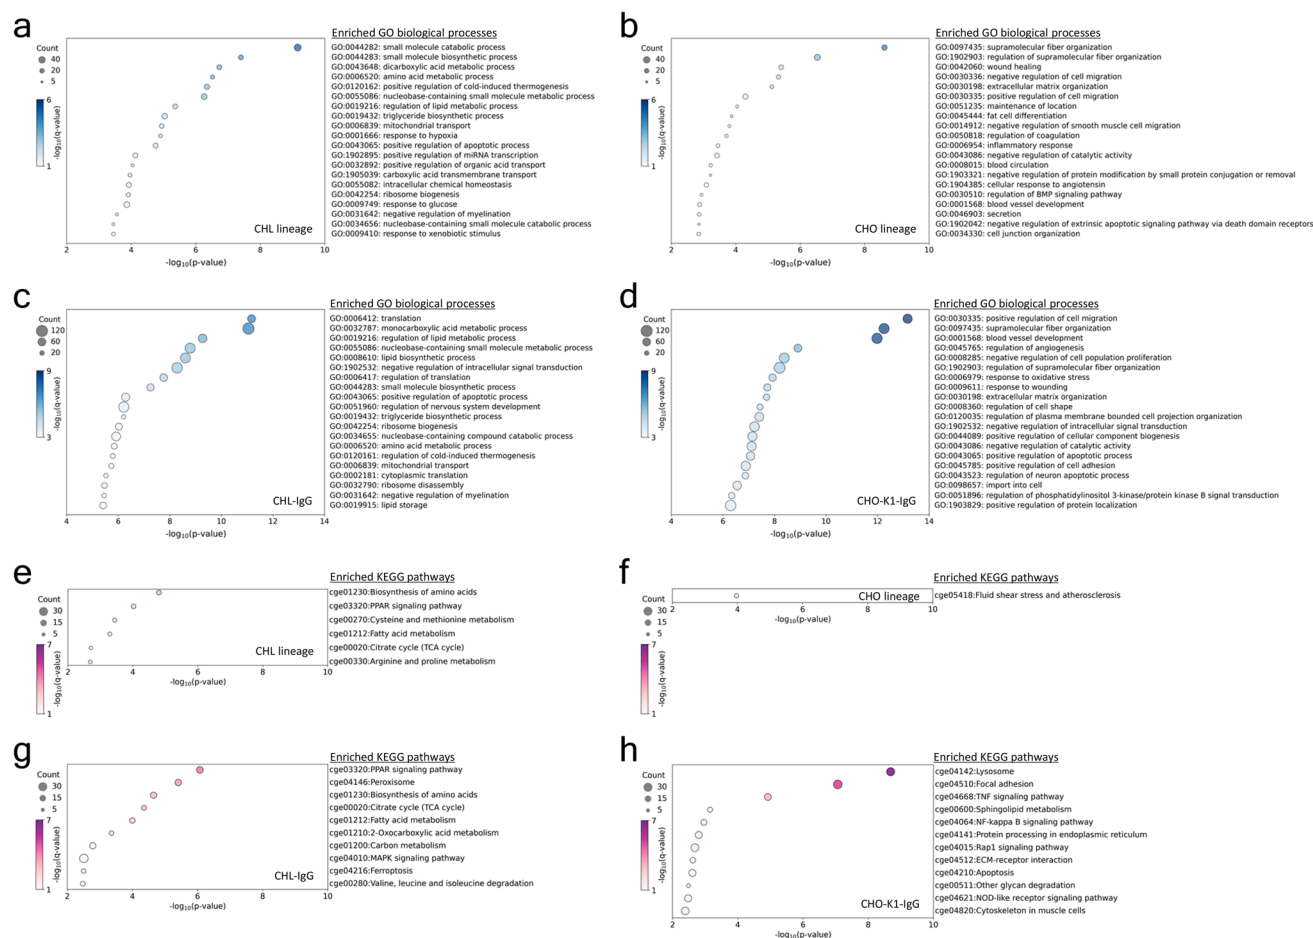 a
Enriched GO biological processes
Count
40
20
5
6
1
-log10(q-value)
GO:0044282: small molecule catabolic process
GO:0044283: small molecule biosynthetic process
GO:0043648: dicarboxylic acid metabolic process
GO:0006520: amino acid metabolic process
GO:0120162: positive regulation of cold-induced thermogenesis
GO:0055086: nucleobase-containing small molecule metabolic process
GO:0019216: regulation of lipid metabolic process
GO:0019432: triglyceride biosynthetic process
GO:0006839: mitochondrial transport
GO:0001666: response to hypoxia
GO:0043065: positive regulation of apoptotic process
GO:1902895: positive regulation of miRNA transcription
GO:0032892: positive regulation of organic acid transport
GO:1905039: carboxylic acid transmembrane transport
GO:0055082: intracellular chemical homeostasis
GO:0042254: ribosome biogenesis
GO:0009749: response to glucose
GO:0031642: negative regulation of myelination
GO:0034656: nucleobase-containing small molecule catabolic process
GO:0009410: response to xenobiotic stimulus
CHL lineage
2 4 6 8 10
-log10(p-value)
b
Enriched GO biological processes
Count
40
20
5
6
1
-log10(q-value)
GO:0097435: supramolecular fiber organization
GO:1902903: regulation of supramolecular fiber organization
GO:0042060: wound healing
GO:0030336: negative regulation of cell migration
GO:0030198: extracellular matrix organization
GO:0030335: positive regulation of cell migration
GO:0051235: maintenance of location
GO:0045444: fat cell differentiation
GO:0014912: negative regulation of smooth muscle cell migration
GO:0050818: regulation of coagulation
GO:0006954: inflammatory response
GO:0043086: negative regulation of catalytic activity
GO:0008015: blood circulation
GO:1903321: negative regulation of protein modification by small protein conjugation or removal
GO:1904385: cellular response to angiotensin
GO:0030510: regulation of BMP signaling pathway
GO:0001568: blood vessel development
GO:0046903: secretion
GO:1902042: negative regulation of extrinsic apoptotic signaling pathway via death domain receptors
GO:0034330: cell junction organization
CHO lineage
2 4 6 8 10
-log10(p-value)
c
Enriched GO biological processes
Count
120
60
20
9
3
-log10(q-value)
GO:0006412: translation
GO:0032787: monocarboxylic acid metabolic process
GO:0019216: regulation of lipid metabolic process
GO:0055086: nucleobase-containing small molecule metabolic process
GO:0008610: lipid biosynthetic process
GO:1902532: negative regulation of intracellular signal transduction
GO:0006417: regulation of translation
GO:0044283: small molecule biosynthetic process
GO:0043065: positive regulation of apoptotic process
GO:0051960: regulation of nervous system development
GO:0019432: triglyceride biosynthetic process
GO:0042254: ribosome biogenesis
GO:0034655: nucleobase-containing compound catabolic process
GO:0006520: amino acid metabolic process
GO:0120161: regulation of cold-induced thermogenesis
GO:0006839: mitochondrial transport
GO:0002181: cytoplasmic translation
GO:0032790: ribosome disassembly
GO:0031642: negative regulation of myelination
GO:0019915: lipid storage
CHL-IgG
4 6 8 10 12 14
-log10(p-value)
d
Enriched GO biological processes
Count
120
60
20
9
3
-log10(q-value)
GO:0030335: positive regulation of cell migration
GO:0097435: supramolecular fiber organization
GO:0001568: blood vessel development
GO:0045765: regulation of angiogenesis
GO:0008285: negative regulation of cell population proliferation
GO:1902903: regulation of supramolecular fiber organization
GO:0006979: response to oxidative stress
GO:0009611: response to wounding
GO:0030198: extracellular matrix organization
GO:0008360: regulation of cell shape
GO:0120035: regulation of plasma membrane bounded cell projection organization
GO:1902532: negative regulation of intracellular signal transduction
GO:0044089: positive regulation of cellular component biogenesis
GO:0043086: negative regulation of catalytic activity
GO:0043065: positive regulation of apoptotic process
GO:0045785: positive regulation of cell adhesion
GO:0043523: regulation of neuron apoptotic process
GO:0098657: import into cell
GO:0051896: regulation of phosphatidylinositol 3-kinase/protein kinase B signal transduction
GO:1903829: positive regulation of protein localization
CHO-K1-IgG
4 6 8 10 12 14
-log10(p-value)
e
Enriched KEGG pathways
Count
30
15
5
7
1
-log10(q-value)
cge01230:Biosynthesis of amino acids
cge03320:PPAR signaling pathway
cge00270:Cysteine and methionine metabolism
cge01212:Fatty acid metabolism
cge00020:Citrate cycle (TCA cycle)
cge00330:Arginine and proline metabolism
CHL lineage
2 4 6 8 10
-log10(p-value)
f
Enriched KEGG pathways
Count
30
15
5
7
1
-log10(q-value)
cge05418:Fluid shear stress and atherosclerosis
CHO lineage
2 4 6 8 10
-log10(p-value)
g
Enriched KEGG pathways
Count
30
15
5
7
1
-log10(q-value)
cge03320:PPAR signaling pathway
cge04146:Peroxisome
cge01230:Biosynthesis of amino acids
cge00020:Citrate cycle (TCA cycle)
cge01212:Fatty acid metabolism
cge01210:2-Oxocarboxylic acid metabolism
cge01200:Carbon metabolism
cge04010:MAPK signaling pathway
cge04216:Ferroptosis
cge00280:Valine, leucine and isoleucine degradation
CHL-IgG
2 4 6 8 10
-log10(p-value)
h
Enriched KEGG pathways
Count
30
15
5
7
1
-log10(q-value)
cge04142:Lysosome
cge04510:Focal adhesion
cge04668:TNF signaling pathway
cge00600:Sphingolipid metabolism
cge04064:NF-kappa B signaling pathway
cge04141:Protein processing in endoplasmic reticulum
cge04015:Rap1 signaling pathway
cge04512:ECM-receptor interaction
cge04210:Apoptosis
cge00511:Other glycan degradation
cge04621:NOD-like receptor signaling pathway
cge04820:Cytoskeleton in muscle cells
CHO-K1-IgG
2 4 6 8 10
-log10(p-value)